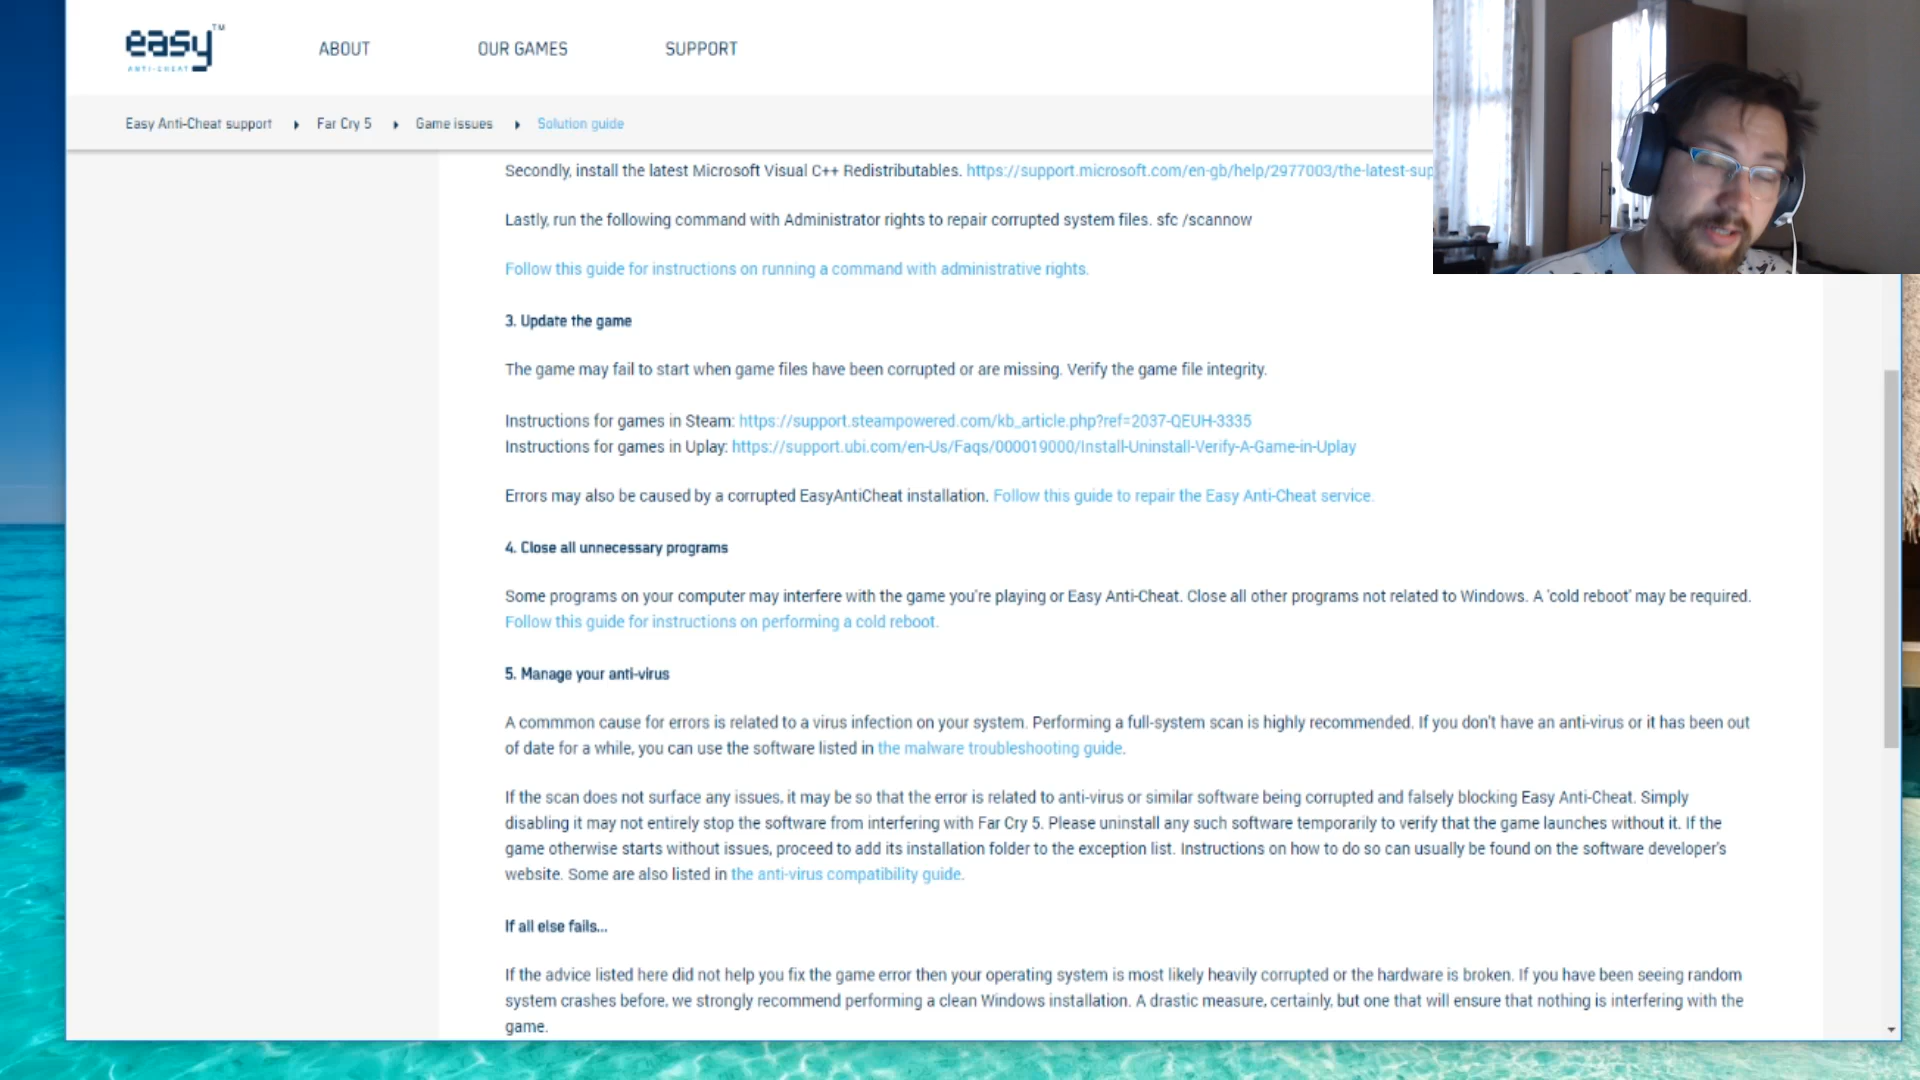 easy™
ANTI-CHEAT
ABOUT
OUR GAMES
SUPPORT
Easy Anti-Cheat support
Far Cry 5
Game issues
Solution guide
Secondly, install the latest Microsoft Visual C++ Redistributables. https://support.microsoft.com/en-gb/help/2977003/the-latest-sup
Lastly, run the following command with Administrator rights to repair corrupted system files. sfc /scannow
Follow this guide for instructions on running a command with administrative rights.
3. Update the game
The game may fail to start when game files have been corrupted or are missing. Verify the game file integrity.
Instructions for games in Steam: https://support.steampowered.com/kb_article.php?ref=2037-QEUH-3335
Instructions for games in Uplay: https://support.ubi.com/en-Us/Faqs/000019000/Install-Uninstall-Verify-A-Game-in-Uplay
Errors may also be caused by a corrupted EasyAntiCheat installation. Follow this guide to repair the Easy Anti-Cheat service.
4. Close all unnecessary programs
Some programs on your computer may interfere with the game you're playing or Easy Anti-Cheat. Close all other programs not related to Windows. A 'cold reboot' may be required.
Follow this guide for instructions on performing a cold reboot.
5. Manage your anti-virus
A commmon cause for errors is related to a virus infection on your system. Performing a full-system scan is highly recommended. If you don't have an anti-virus or it has been out
of date for a while, you can use the software listed in the malware troubleshooting guide.
If the scan does not surface any issues, it may be so that the error is related to anti-virus or similar software being corrupted and falsely blocking Easy Anti-Cheat. Simply
disabling it may not entirely stop the software from interfering with Far Cry 5. Please uninstall any such software temporarily to verify that the game launches without it. If the
game otherwise starts without issues, proceed to add its installation folder to the exception list. Instructions on how to do so can usually be found on the software developer's
website. Some are also listed in the anti-virus compatibility guide.
If all else fails...
If the advice listed here did not help you fix the game error then your operating system is most likely heavily corrupted or the hardware is broken. If you have been seeing random
system crashes before, we strongly recommend performing a clean Windows installation. A drastic measure, certainly, but one that will ensure that nothing is interfering with the
game.